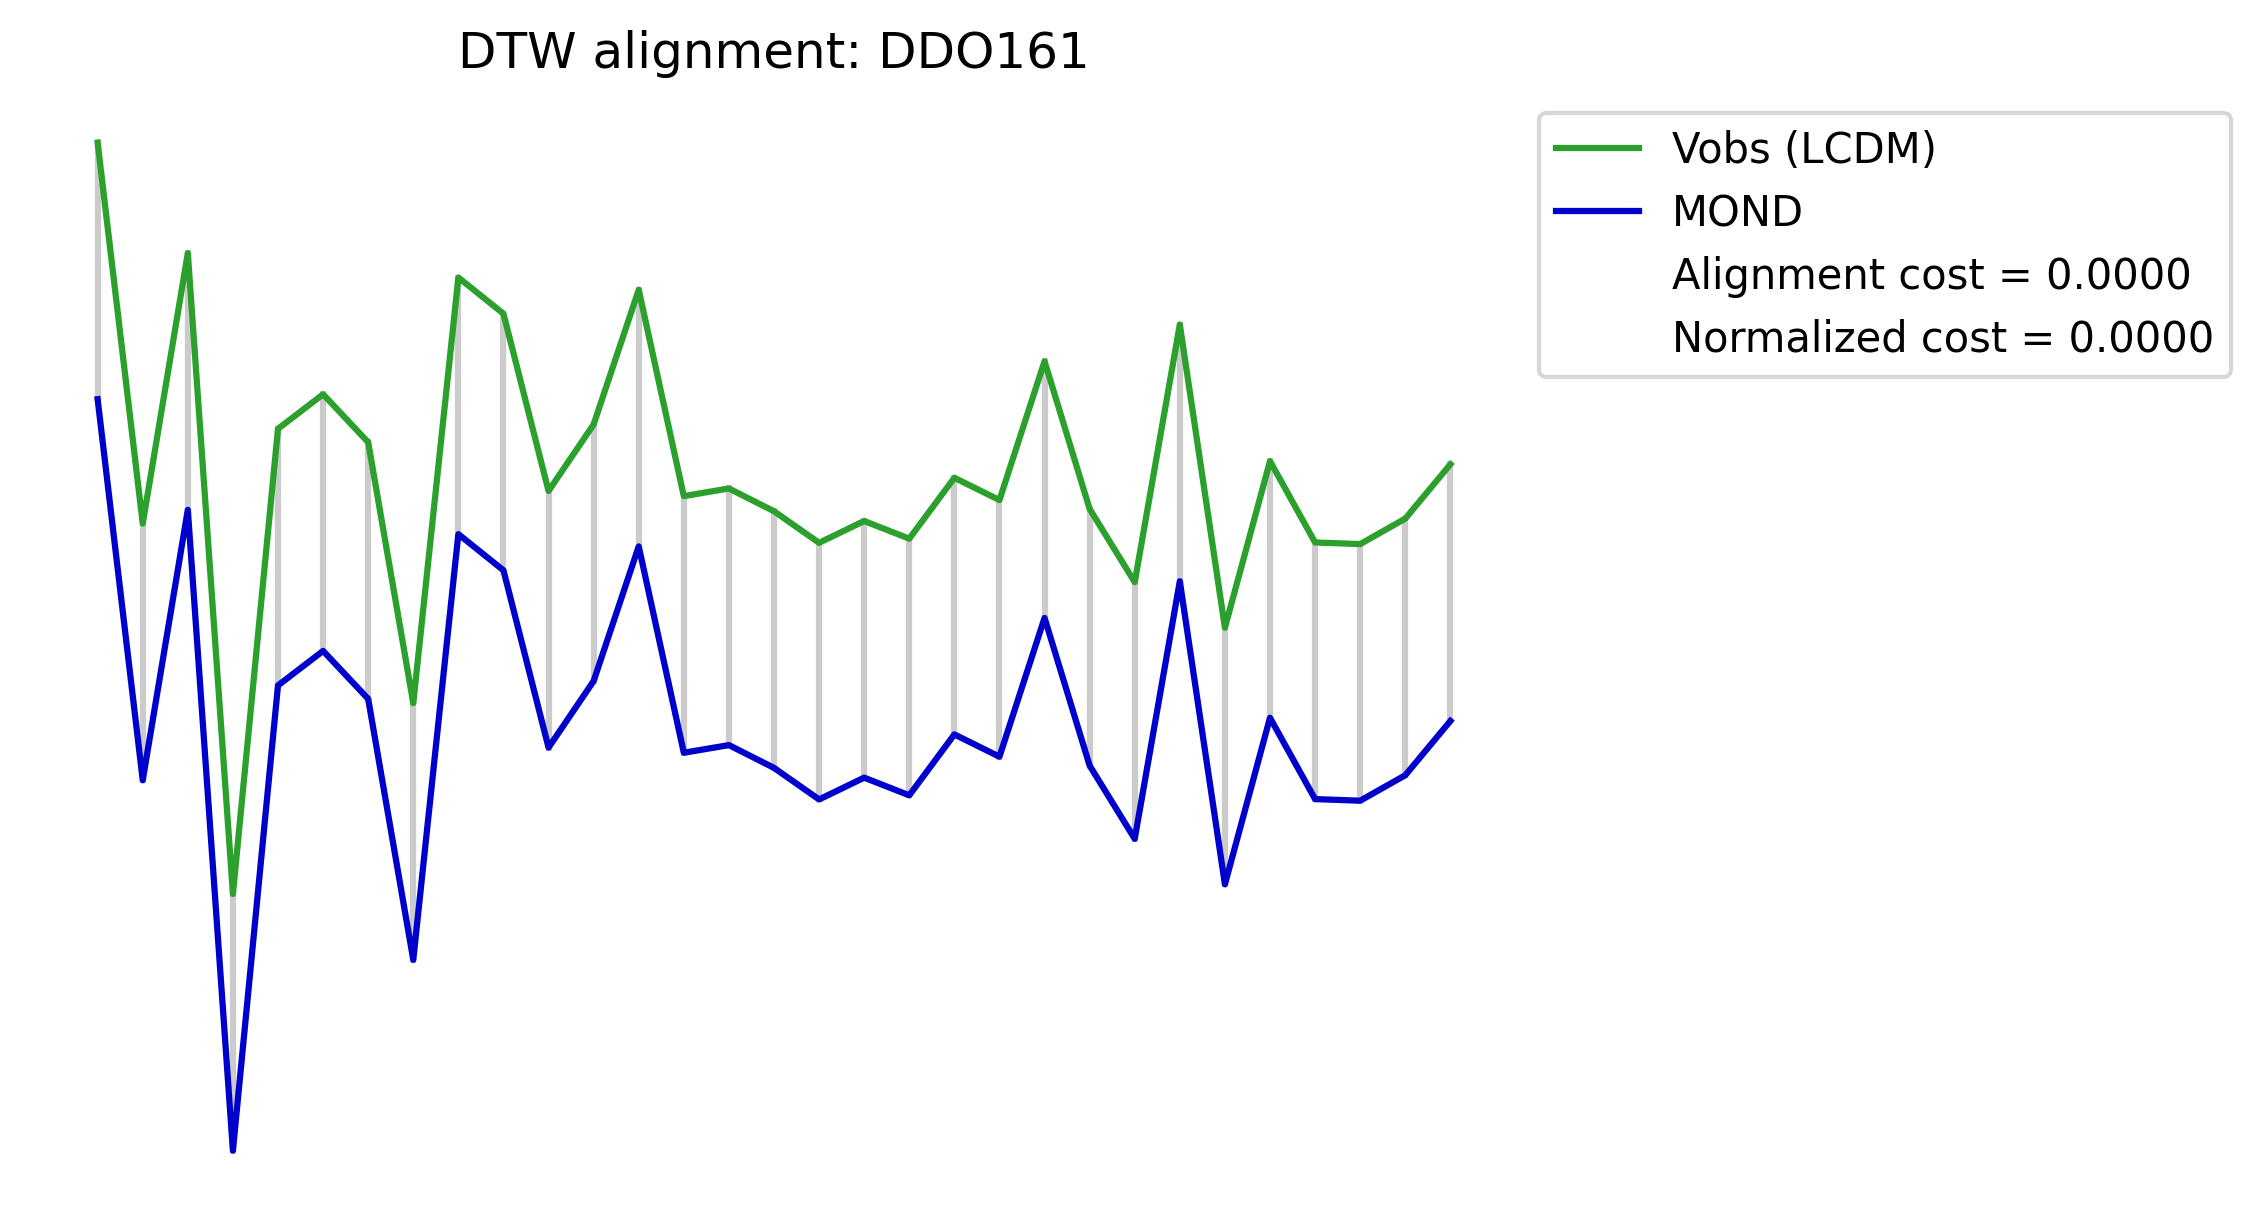 DTW alignment: DDO161
Vobs (LCDM)
MOND
Alignment cost = 0.0000
Normalized cost = 0.0000